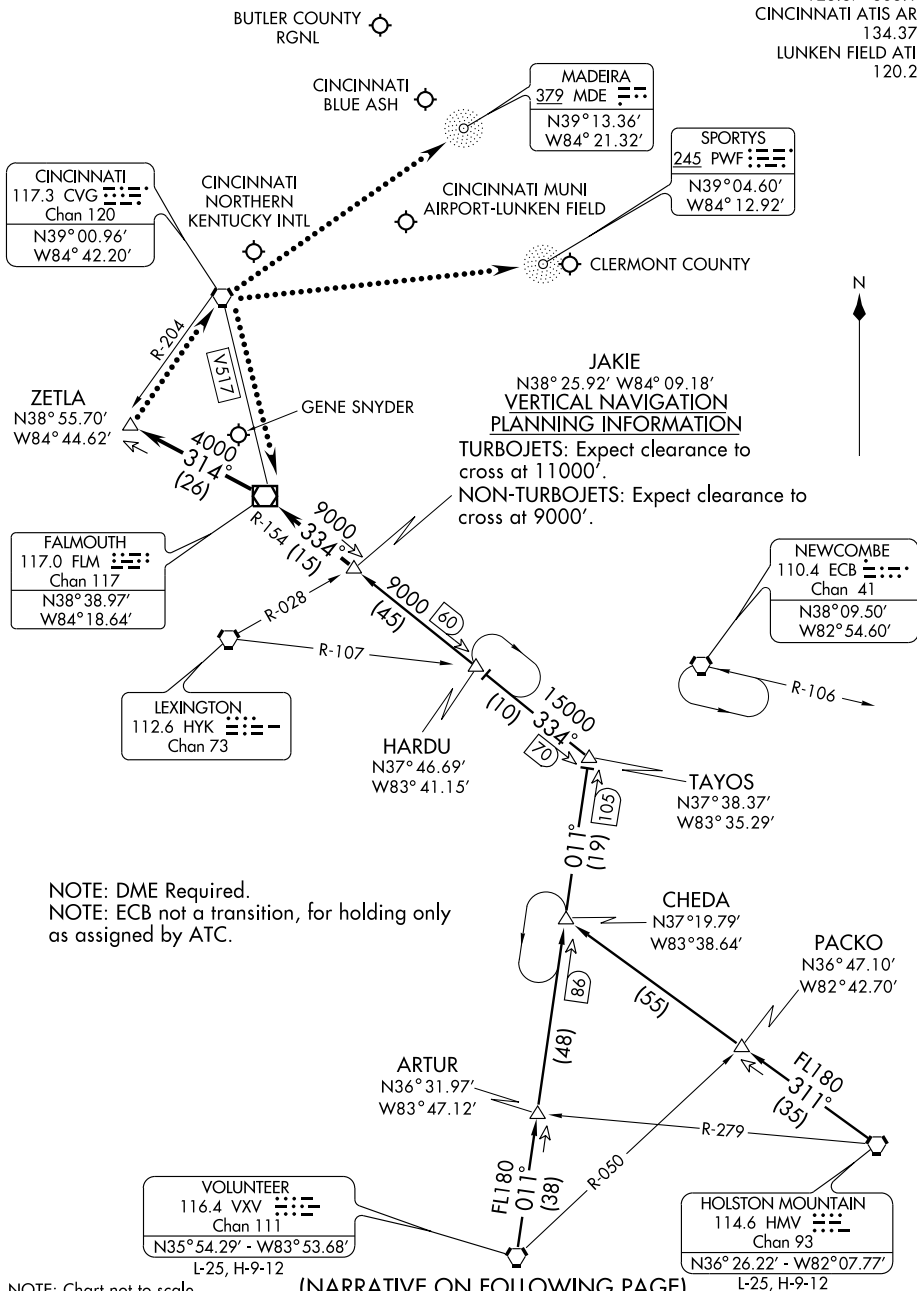 BUTLER COUNTY
RGNL
CINCINNATI ATIS AR
134.37
LUNKEN FIELD ATI
120.2
CINCINNATI
BLUE ASH
MADEIRA
379 MDE
N39°13.36'
W84°21.32'
SPORTYS
245 PWF
N39°04.60'
W84°12.92'
CINCINNATI
117.3 CVG
Chan 120
N39°00.96'
W84°42.20'
CINCINNATI
NORTHERN
KENTUCKY INTL
CINCINNATI MUNI
AIRPORT-LUNKEN FIELD
CLERMONT COUNTY
N
R-204
V517
ZETLA
N38°55.70'
W84°44.62'
GENE SNYDER
4000
314°
(26)
JAKIE
N38°25.92' W84°09.18'
VERTICAL NAVIGATION
PLANNING INFORMATION
TURBOJETS: Expect clearance to
cross at 11000'.
NON-TURBOJETS: Expect clearance to
cross at 9000'.
FALMOUTH
117.0 FLM
Chan 117
N38°38.97'
W84°18.64'
9000
334°
R-154 (15)
NEWCOMBE
110.4 ECB
Chan 41
N38°09.50'
W82°54.60'
R-106
R-028
9000
60
(45)
R-107
LEXINGTON
112.6 HYK
Chan 73
15000
334°
(10)
70
HARDU
N37°46.69'
W83°41.15'
TAYOS
N37°38.37'
W83°35.29'
105
011°
(19)
NOTE: DME Required.
NOTE: ECB not a transition, for holding only
as assigned by ATC.
CHEDA
N37°19.79'
W83°38.64'
86
(48)
(55)
PACKO
N36°47.10'
W82°42.70'
ARTUR
N36°31.97'
W83°47.12'
FL180
311°
(35)
R-279
R-050
FL180
011°
(38)
VOLUNTEER
116.4 VXV
Chan 111
N35°54.29' - W83°53.68'
L-25, H-9-12
HOLSTON MOUNTAIN
114.6 HMV
Chan 93
N36°26.22' - W82°07.77'
L-25, H-9-12
NOTE: Chart not to scale
(NARRATIVE ON FOLLOWING PAGE)